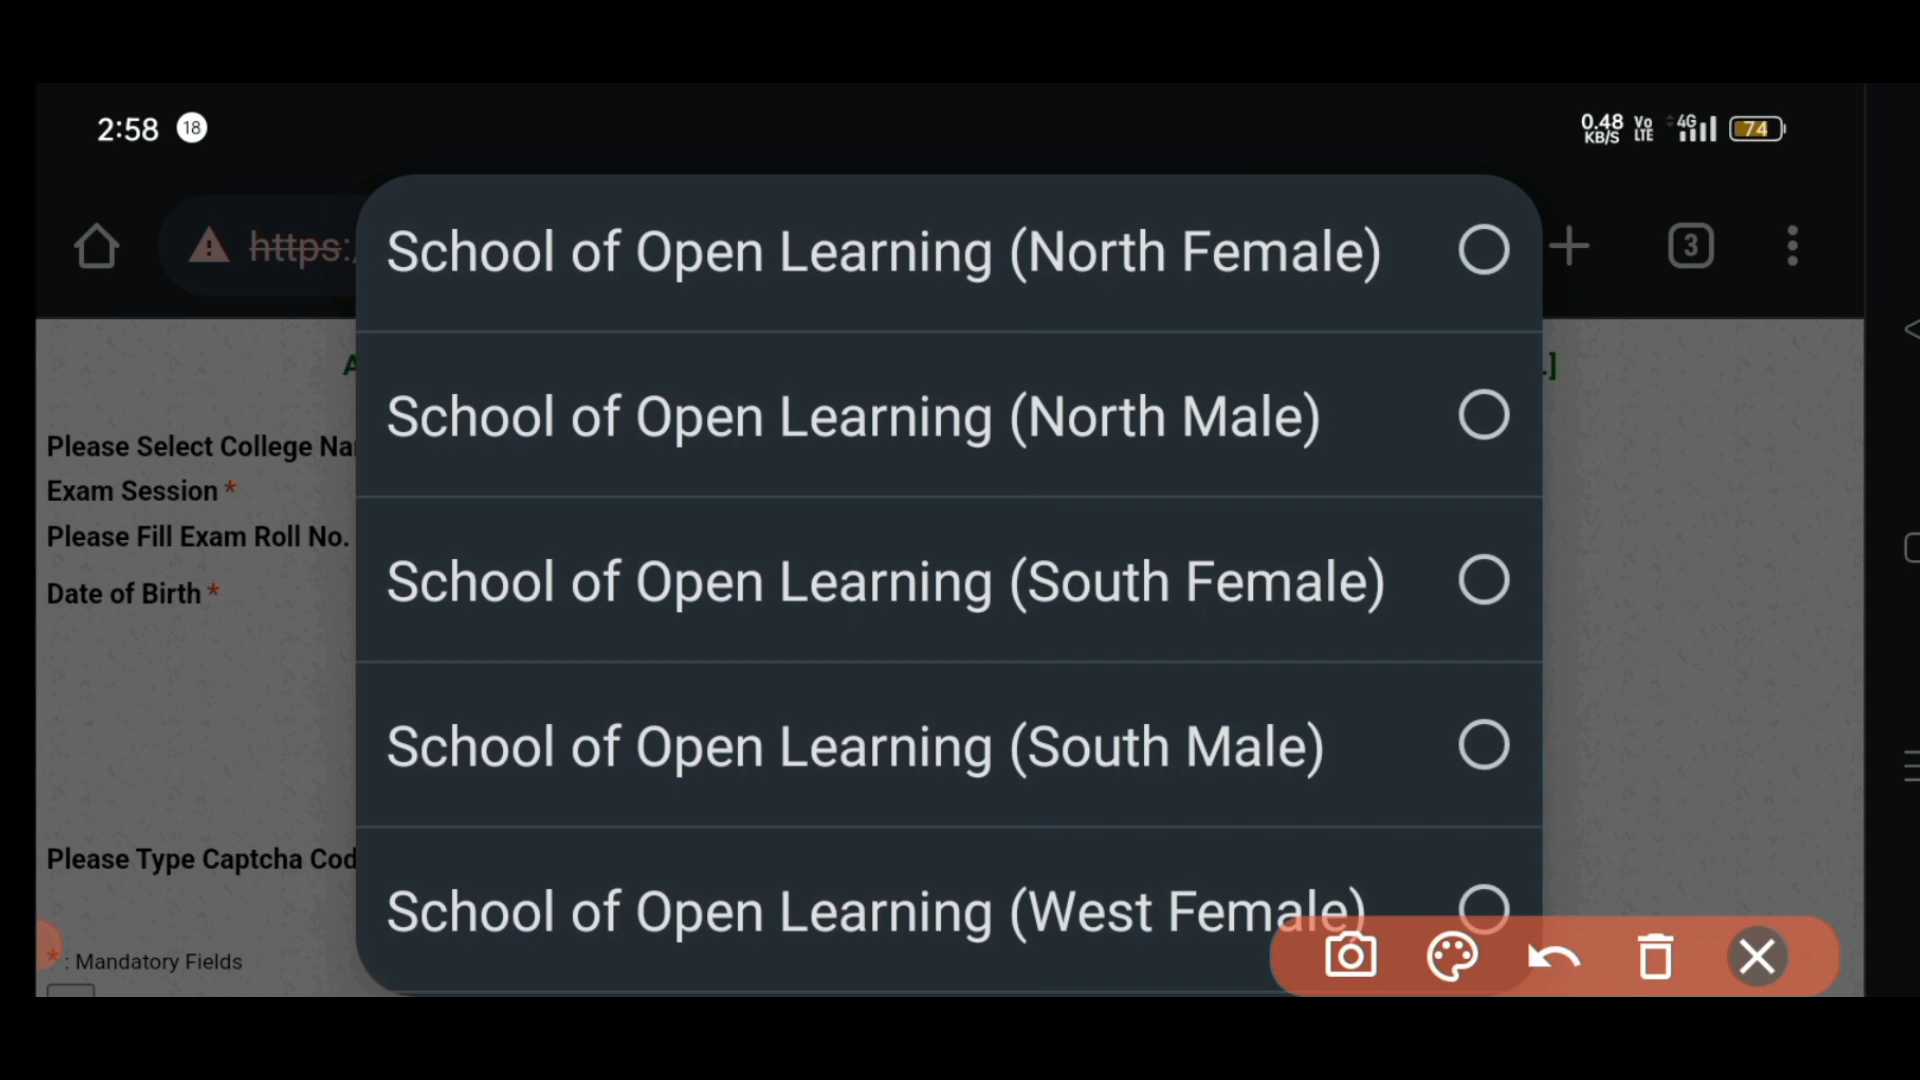 2:58 18
0.48 KB/S Vo LTE 4G 74
https:
3
School of Open Learning (North Female)
School of Open Learning (North Male)
School of Open Learning (South Female)
School of Open Learning (South Male)
School of Open Learning (West Female)
Please Select College Na
Exam Session *
Please Fill Exam Roll No.
Date of Birth *
Please Type Captcha Cod
* : Mandatory Fields